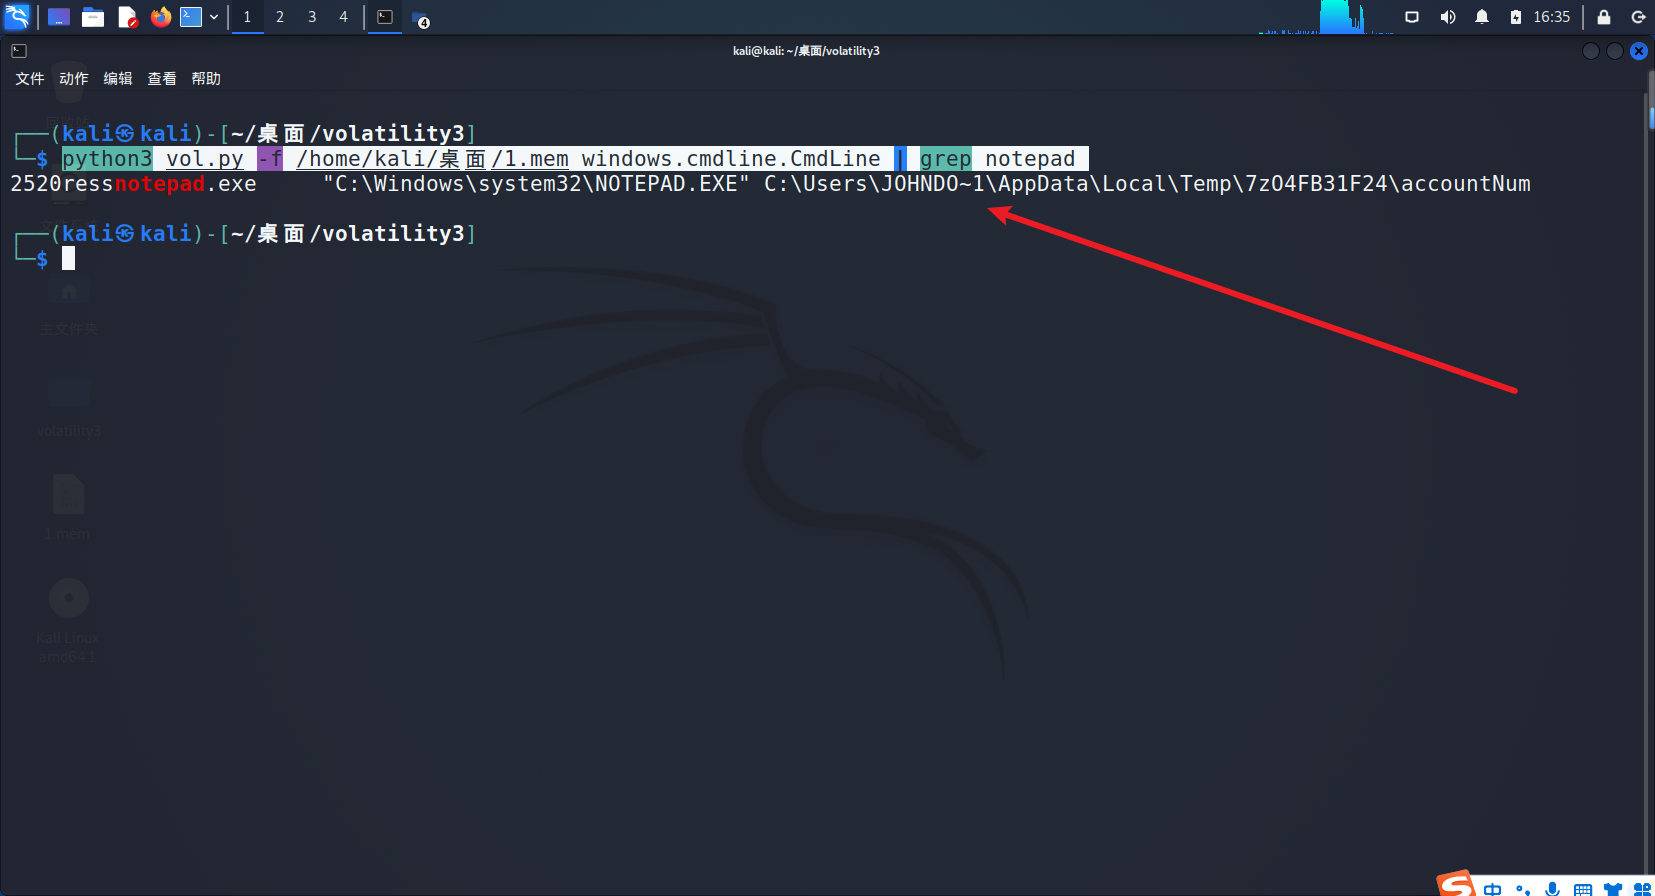 1 2 3 4 4 16:35
kali@kali: ~/桌面/volatility3
文件 动作 编辑 查看 帮助
┌──(kali㉿kali)-[~/桌面/volatility3]
└─$ python3 vol.py -f /home/kali/桌面/1.mem windows.cmdline.CmdLine | grep notepad
2520ressnotepad.exe "C:\Windows\system32\NOTEPAD.EXE" C:\Users\JOHNDO~1\AppData\Local\Temp\7zO4FB31F24\accountNum
┌──(kali㉿kali)-[~/桌面/volatility3]
└─$
主文件夹
volatility3
1.mem
Kali Linux
amd64 1
中